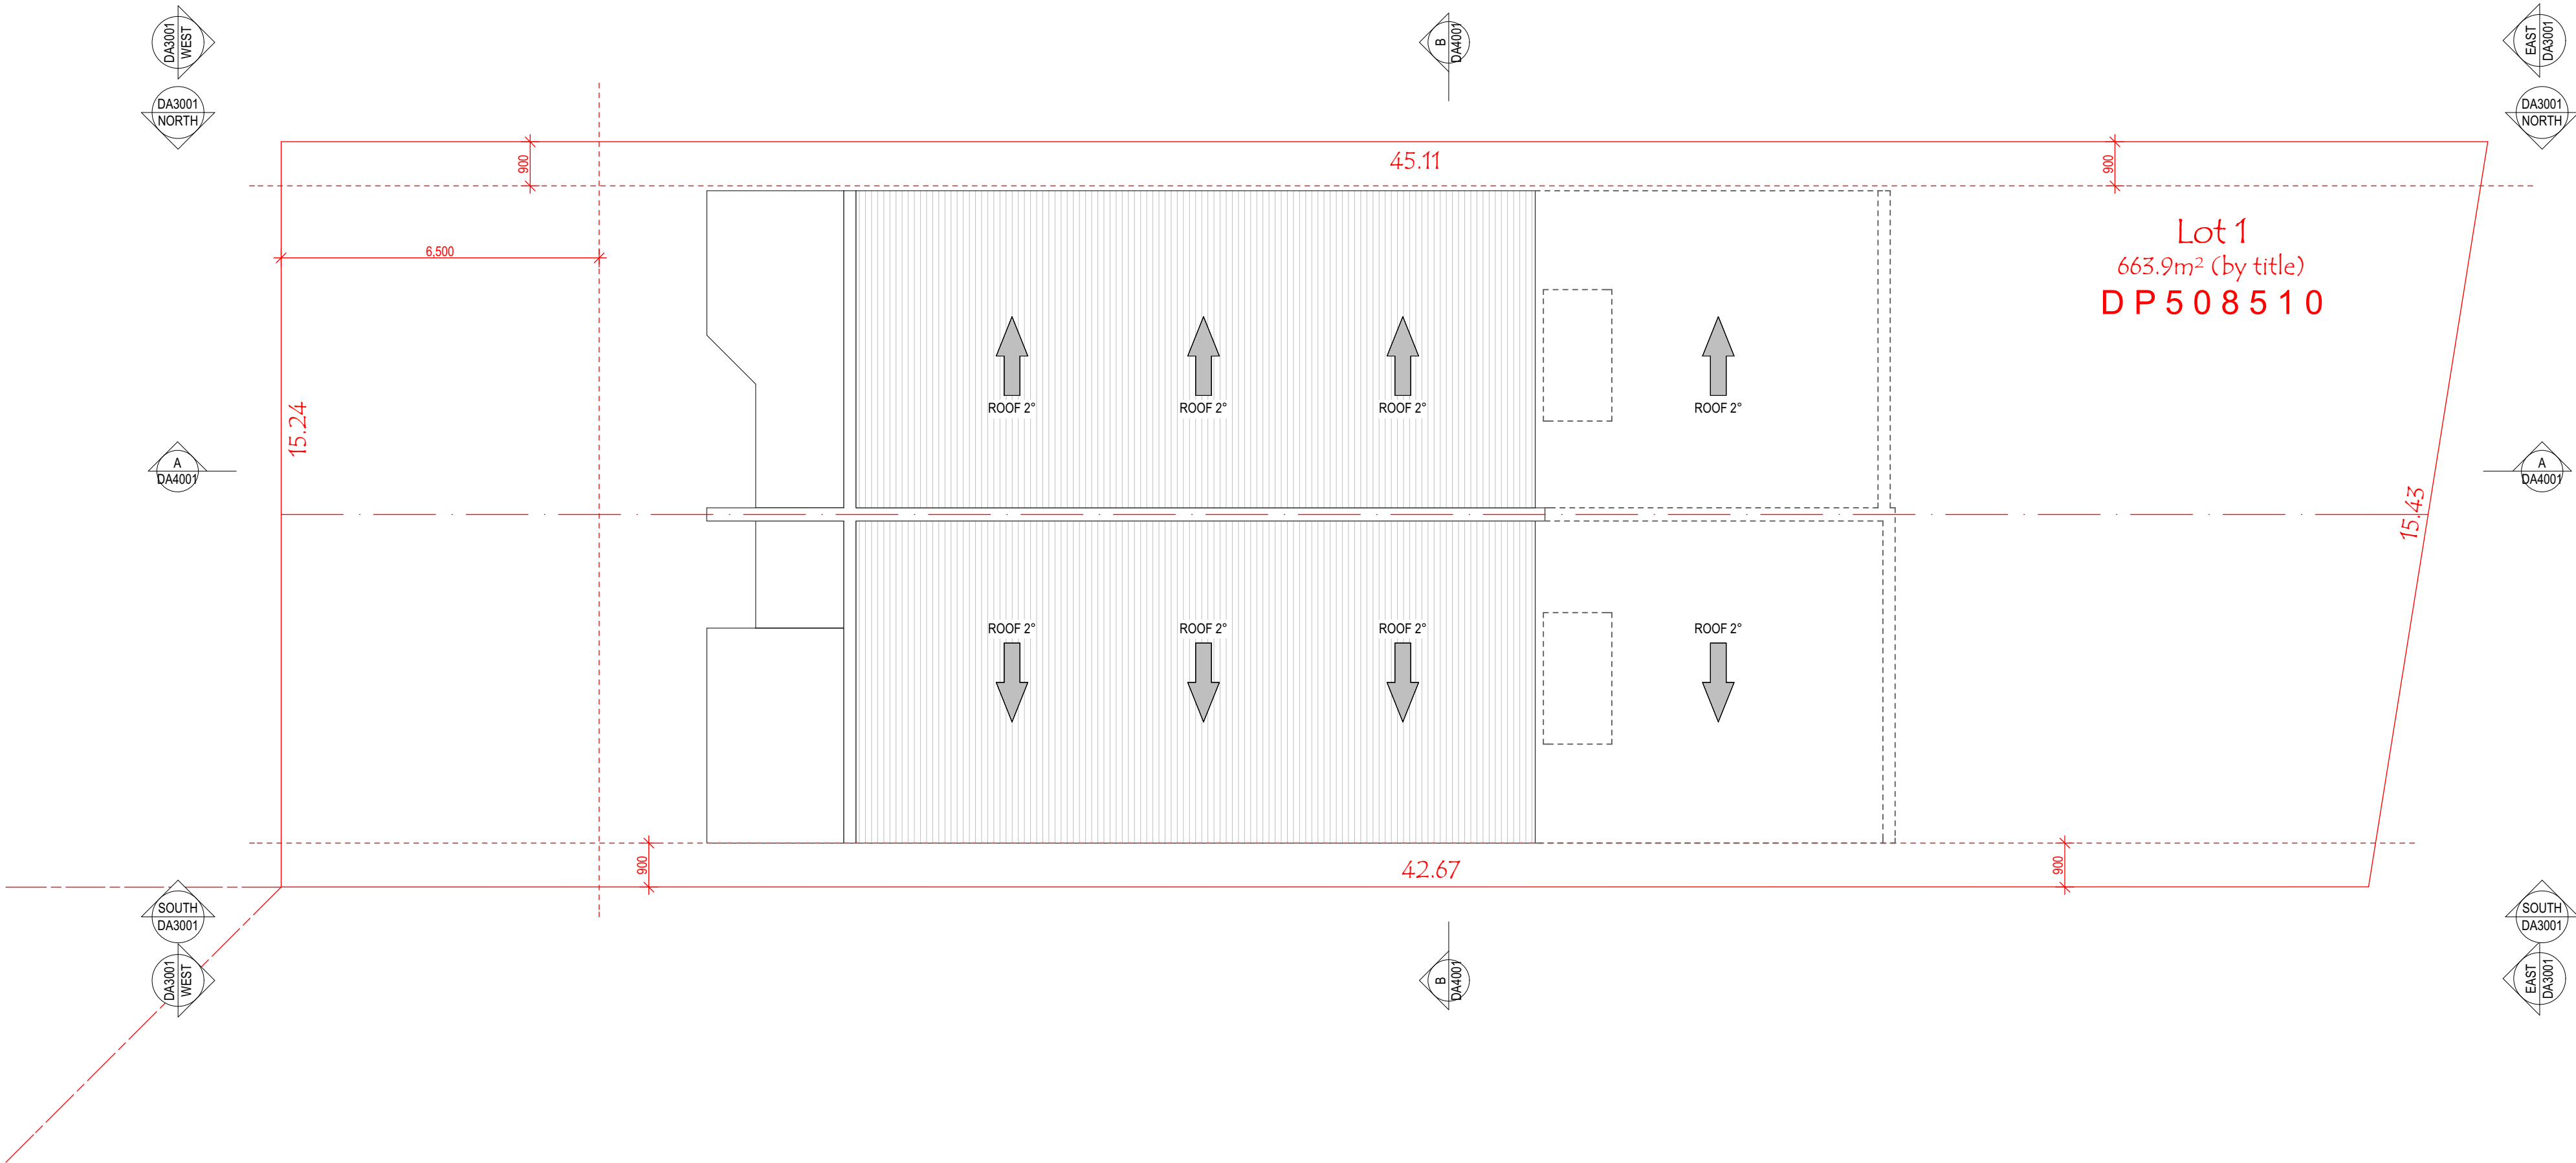 DA3001
WEST
B
DA4001
EAST
DA3001
DA3001
NORTH
DA3001
NORTH
900
45.11
900
Lot 1
663.9m² (by title)
DP508510
6,500
15.24
ROOF 2°
ROOF 2°
ROOF 2°
ROOF 2°
A
DA4001
A
DA4001
15.43
ROOF 2°
ROOF 2°
ROOF 2°
ROOF 2°
900
42.67
900
SOUTH
DA3001
SOUTH
DA3001
DA3001
WEST
B
DA4001
EAST
DA3001